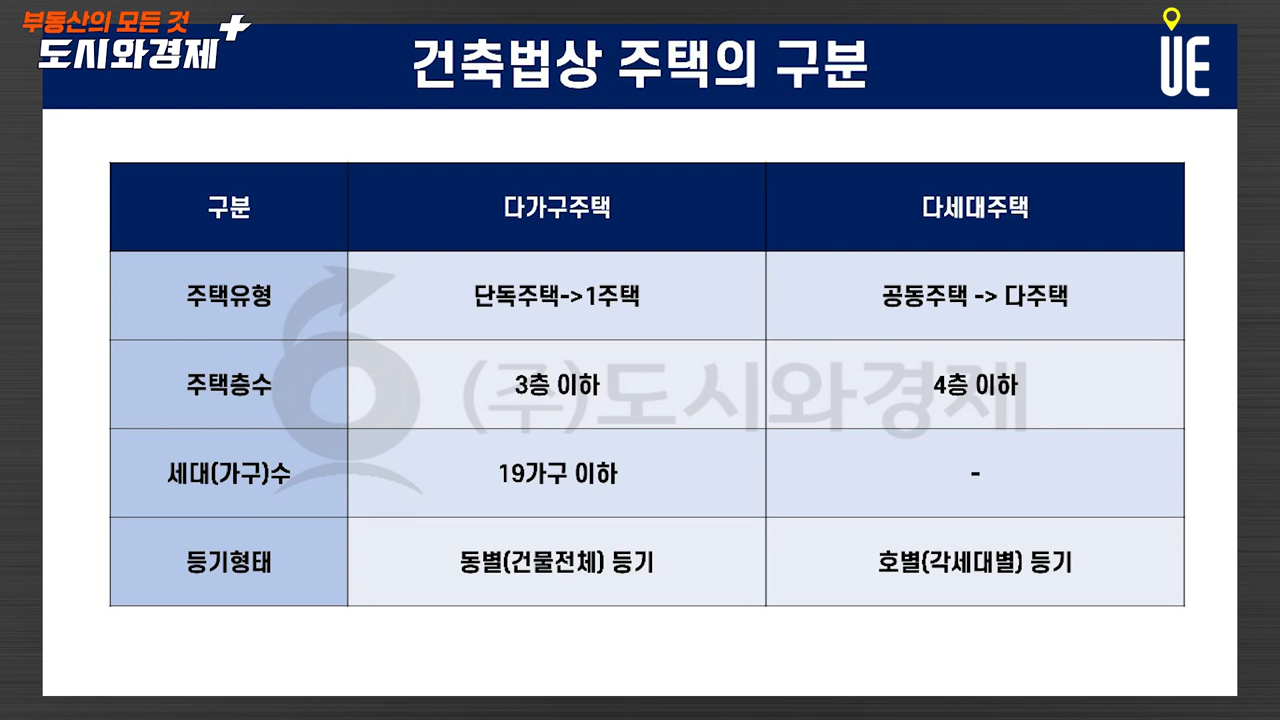 부동산의 모든 것
도시와경제
건축법상 주택의 구분
UE
구분 다가구주택 다세대주택
주택유형 단독주택->1주택 공동주택 -> 다주택
주택층수 3층 이하 4층 이하
세대(가구)수 19가구 이하 -
등기형태 동별(건물전체) 등기 호별(각세대별) 등기
(주)도시와경제